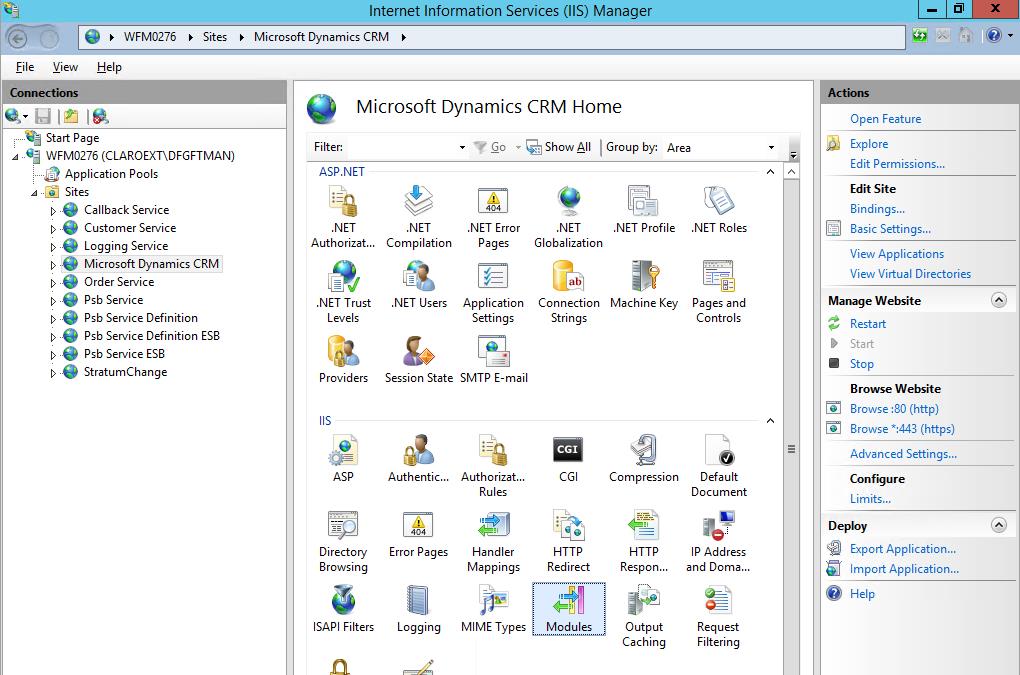 Internet Information Services (IIS) Manager
WFM0276 Sites Microsoft Dynamics CRM
File View Help
Connections
Start Page
WFM0276 (CLAROEXT\DFGFTMAN)
Application Pools
Sites
Callback Service
Customer Service
Logging Service
Microsoft Dynamics CRM
Order Service
Psb Service
Psb Service Definition
Psb Service Definition ESB
Psb Service ESB
StratumChange
Microsoft Dynamics CRM Home
Filter: Go Show All Group by: Area
ASP.NET
.NET Authorizat...
.NET Compilation
404
.NET Error Pages
.NET Globalization
.NET Profile
.NET Roles
.NET Trust Levels
.NET Users
Application Settings
ab
Connection Strings
Machine Key
Pages and Controls
Providers
Session State
SMTP E-mail
IIS
ASP
Authentic...
Authorizat... Rules
CGI
CGI
Compression
Default Document
Directory Browsing
404
Error Pages
Handler Mappings
HTTP Redirect
HTTP Respon...
IP Address and Doma...
ISAPI Filters
Logging
MIME Types
Modules
Output Caching
Request Filtering
Actions
Open Feature
Explore
Edit Permissions...
Edit Site
Bindings...
Basic Settings...
View Applications
View Virtual Directories
Manage Website
Restart
Start
Stop
Browse Website
Browse :80 (http)
Browse *:443 (https)
Advanced Settings...
Configure
Limits...
Deploy
Export Application...
Import Application...
Help